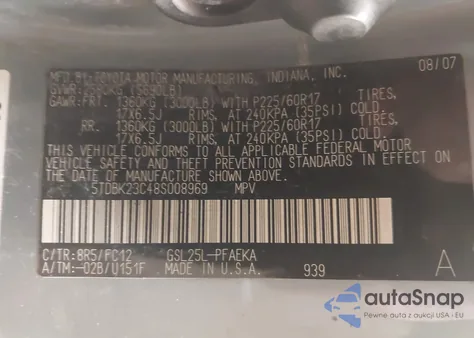 MFD.BY:TOYOTA MOTOR MANUFACTURING, INDIANA, INC. 08/07
GVWR:2580KG (5690LB)
GAWR:FRT. 1360KG (3000LB) WITH P225/60R17 TIRES,
17X6.5J RIMS, AT 240KPA (35PSI) COLD.
RR. 1360KG (3000LB) WITH P225/60R17 TIRES,
17X6.5J RIMS, AT 240KPA (35PSI) COLD.
THIS VEHICLE CONFORMS TO ALL APPLICABLE FEDERAL MOTOR
VEHICLE SAFETY AND THEFT PREVENTION STANDARDS IN EFFECT ON
THE DATE OF MANUFACTURE SHOWN ABOVE.
5TDBK23C48S008969 MPV
C/TR:8R5/FC12 GSL25L-PFAEKA
A/TM:-02B/U151F MADE IN U.S.A. 939 A
autoSnap
Pewne auta z aukcji USA i EU